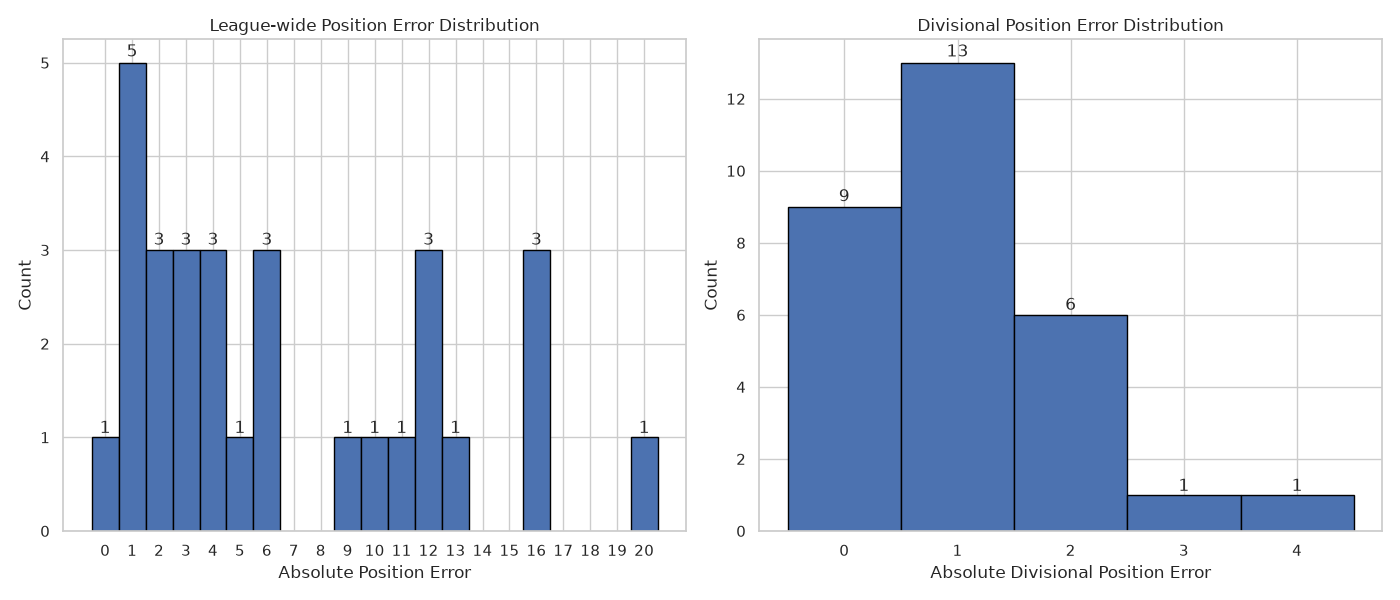 League-wide Position Error Distribution
5
5
4
3 3 3 3 3 3
3
2
1 1 1 1 1 1 1
1
0
0 1 2 3 4 5 6 7 8 9 10 11 12 13 14 15 16 17 18 19 20
Absolute Position Error
Count
Divisional Position Error Distribution
13
12
10
9
8
6
6
4
2
1 1
0
0 1 2 3 4
Absolute Divisional Position Error
Count